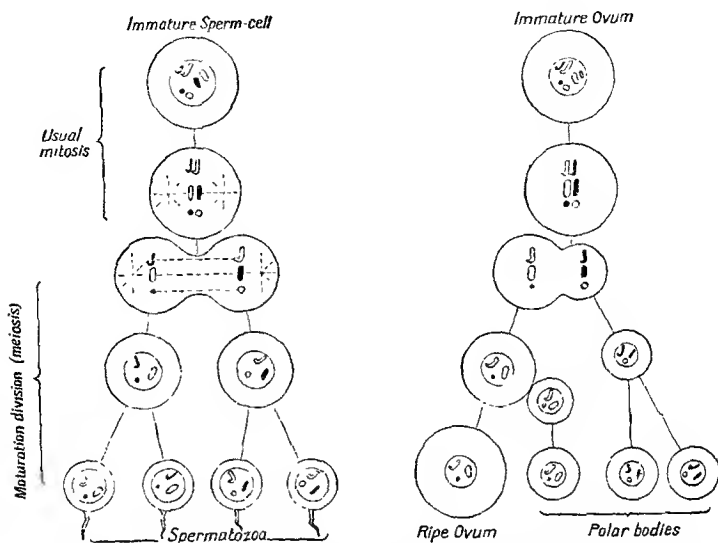 Immature Sperm-cell
Immature Ovum
Usual
mitosis
Maturation division (meiosis)
Spermatozoa
Ripe Ovum
Polar bodies